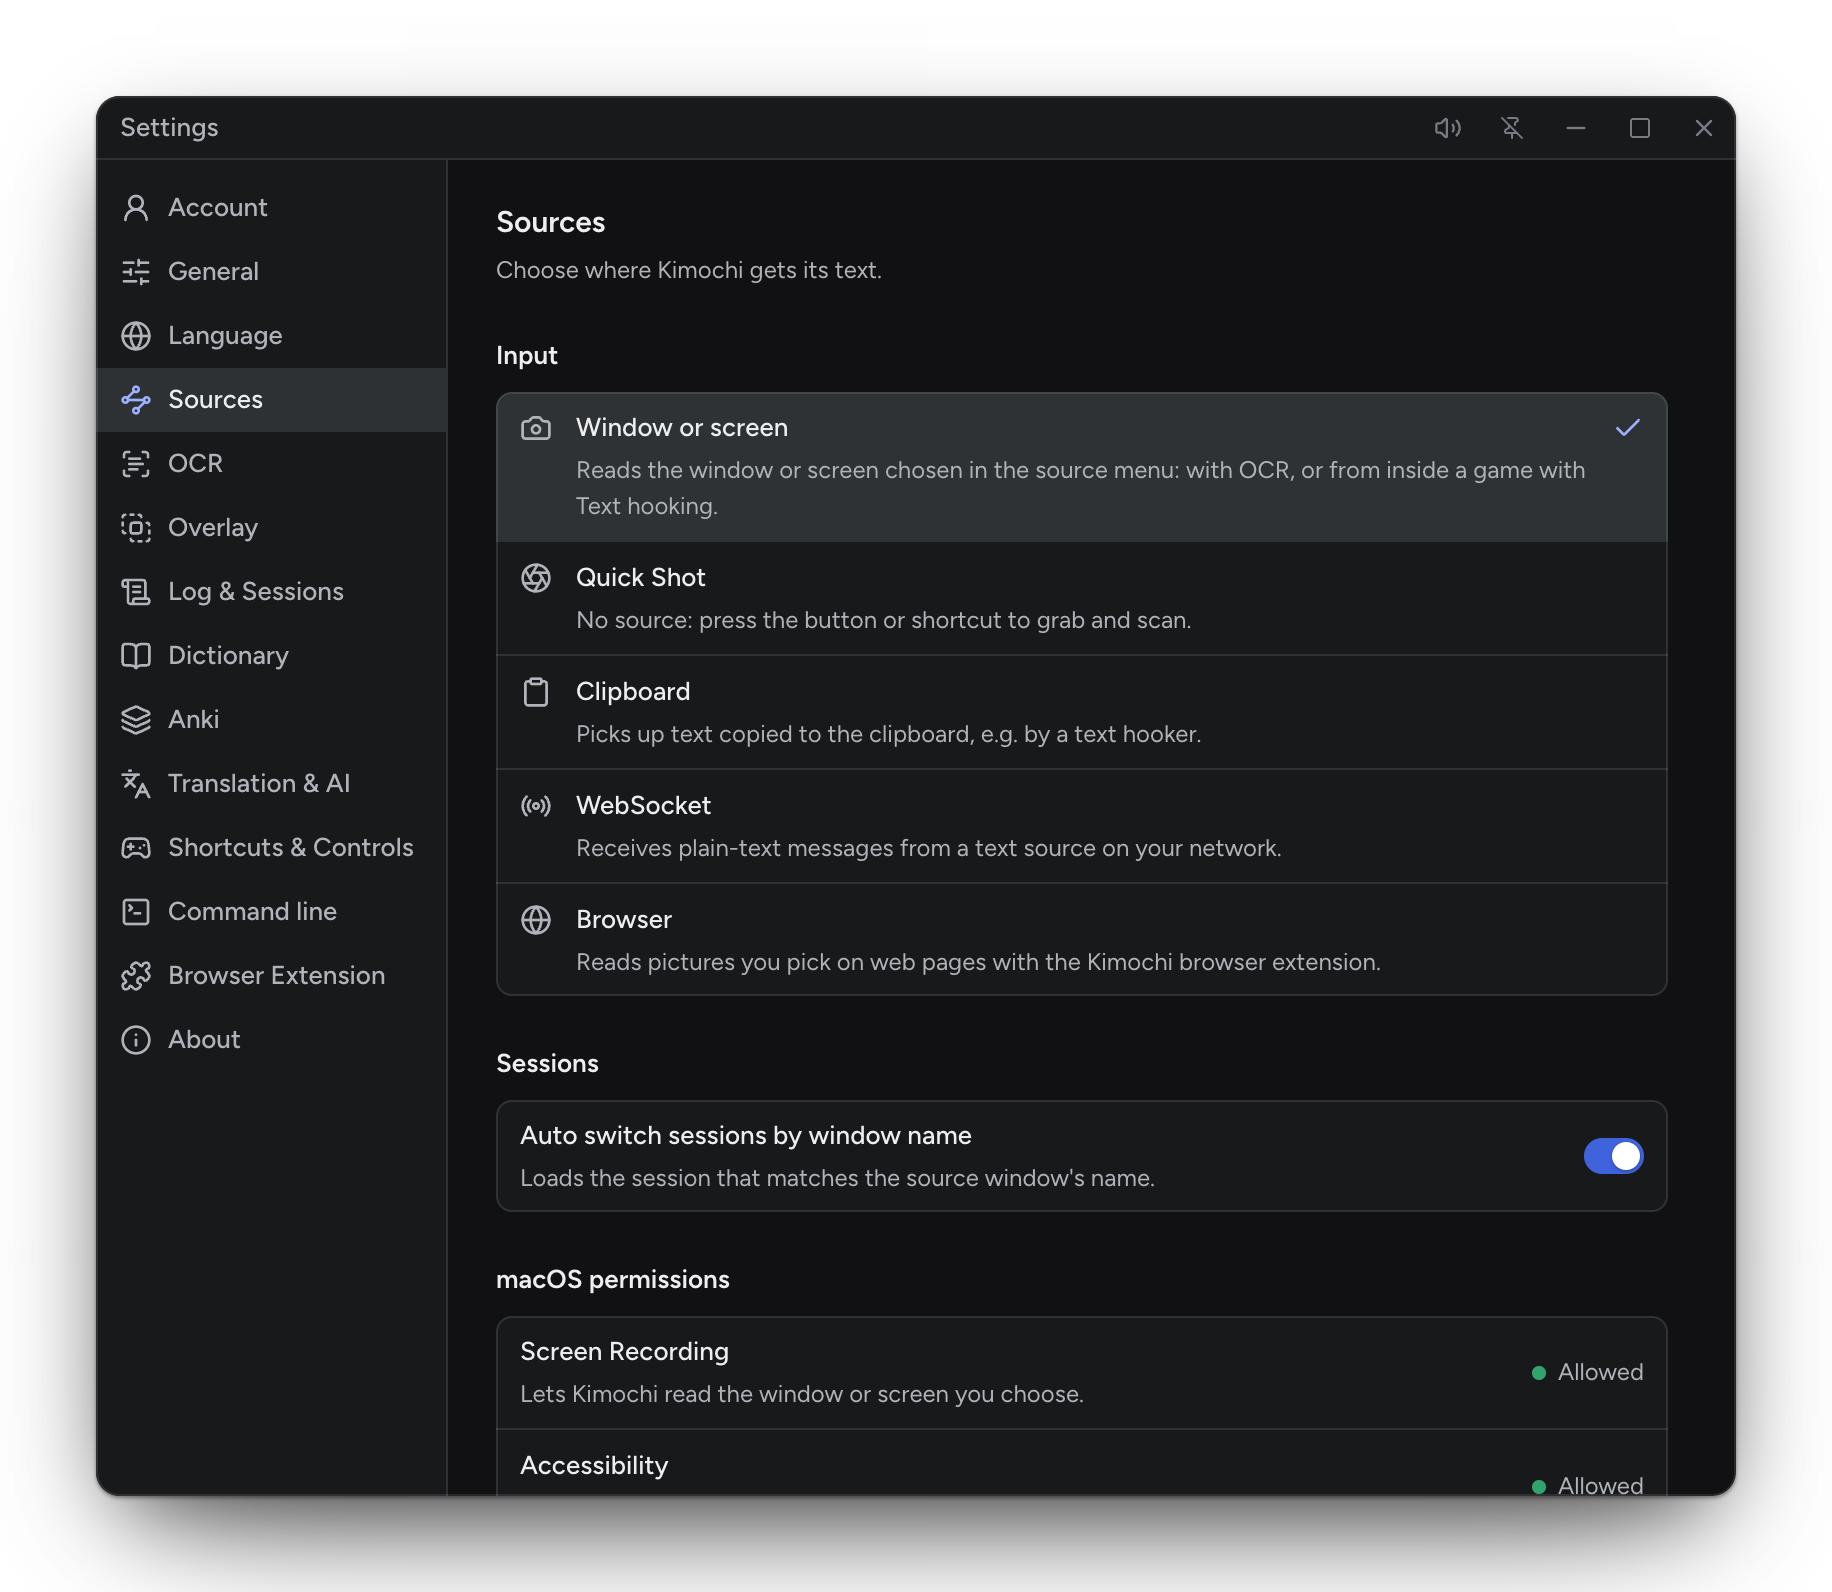 Settings
Account
General
Language
Sources
OCR
Overlay
Log & Sessions
Dictionary
Anki
Translation & AI
Shortcuts & Controls
Command line
Browser Extension
About
Sources
Choose where Kimochi gets its text.
Input
Window or screen
Reads the window or screen chosen in the source menu: with OCR, or from inside a game with
Text hooking.
Quick Shot
No source: press the button or shortcut to grab and scan.
Clipboard
Picks up text copied to the clipboard, e.g. by a text hooker.
WebSocket
Receives plain-text messages from a text source on your network.
Browser
Reads pictures you pick on web pages with the Kimochi browser extension.
Sessions
Auto switch sessions by window name
Loads the session that matches the source window's name.
macOS permissions
Screen Recording
Lets Kimochi read the window or screen you choose.
Allowed
Accessibility
Allowed